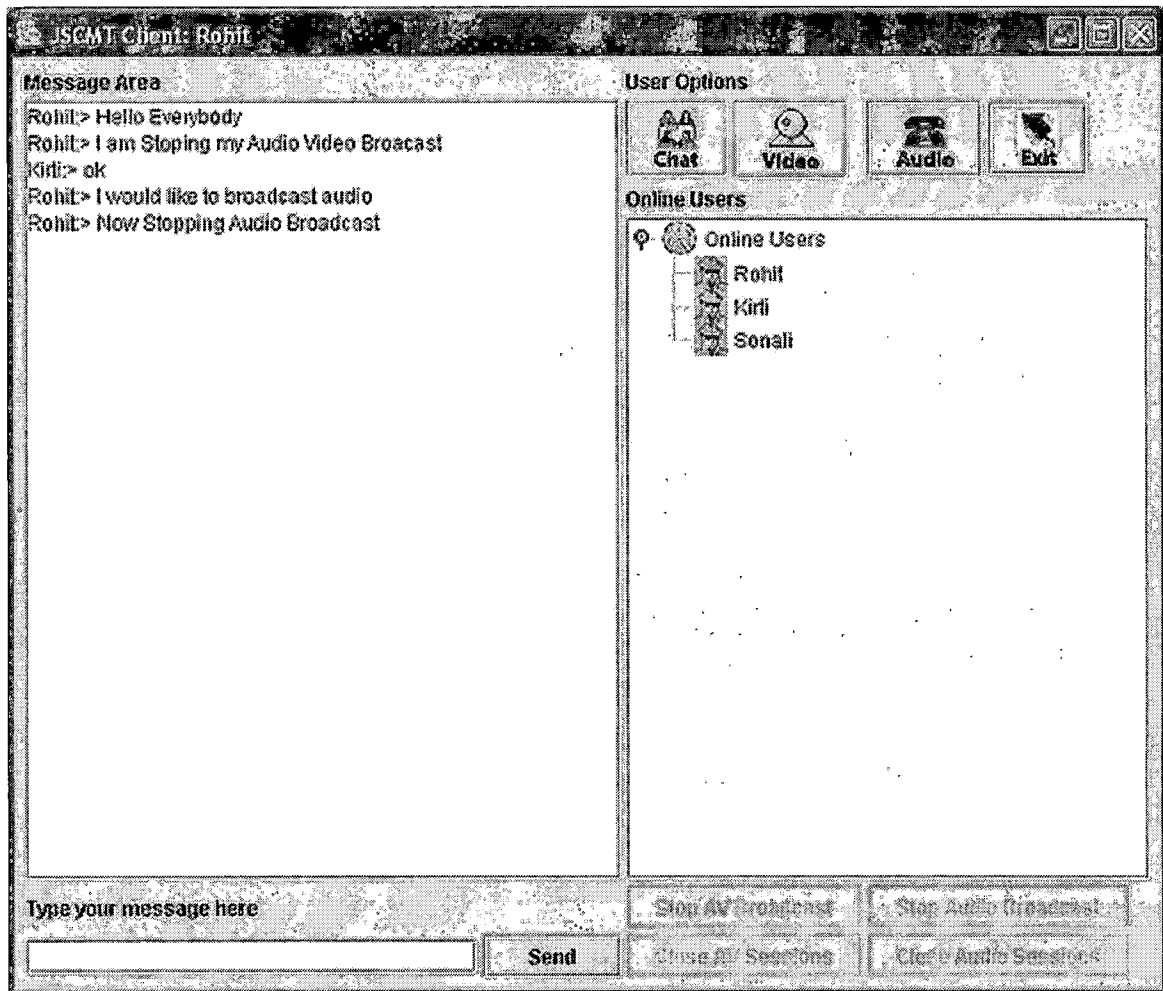 JSCMT Client: Rohit
Message Area
Rohit:> Hello Everybody
Rohit:> I am Stoping my Audio Video Broacast
Kirti:> ok
Rohit:> I would like to broadcast audio
Rohit:> Now Stopping Audio Broadcast
User Options
Chat Video Audio Exit
Online Users
Online Users
Rohit
Kirti
Sonali
Type your message here
Send
Stop AV Broadcast Stop Audio Broadcast
Close AV Sessions Close Audio Sessions